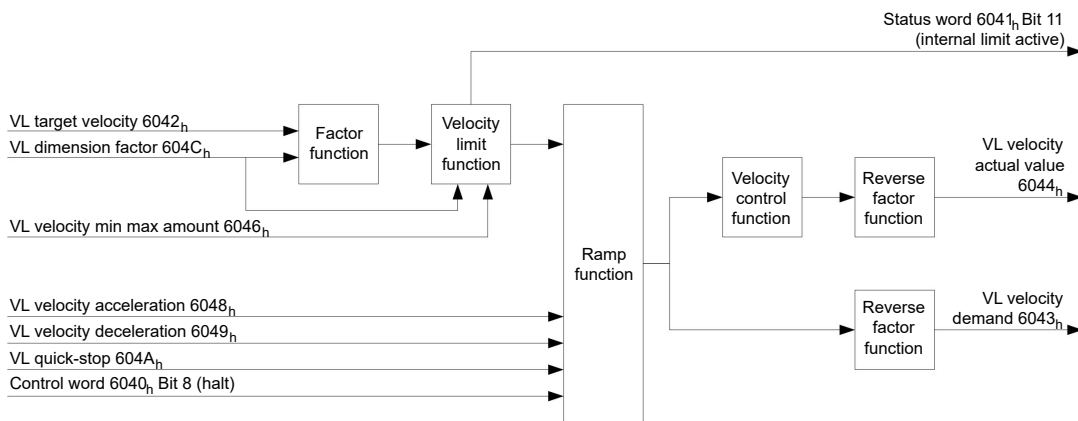 Status word 6041h Bit 11
(internal limit active)
VL target velocity 6042h
VL dimension factor 604Ch
Factor
function
Velocity
limit
function
VL velocity min max amount 6046h
VL velocity
actual value
6044h
Velocity
control
function
Reverse
factor
function
Ramp
function
VL velocity acceleration 6048h
VL velocity deceleration 6049h
VL quick-stop 604Ah
Control word 6040h Bit 8 (halt)
Reverse
factor
function
VL velocity
demand 6043h